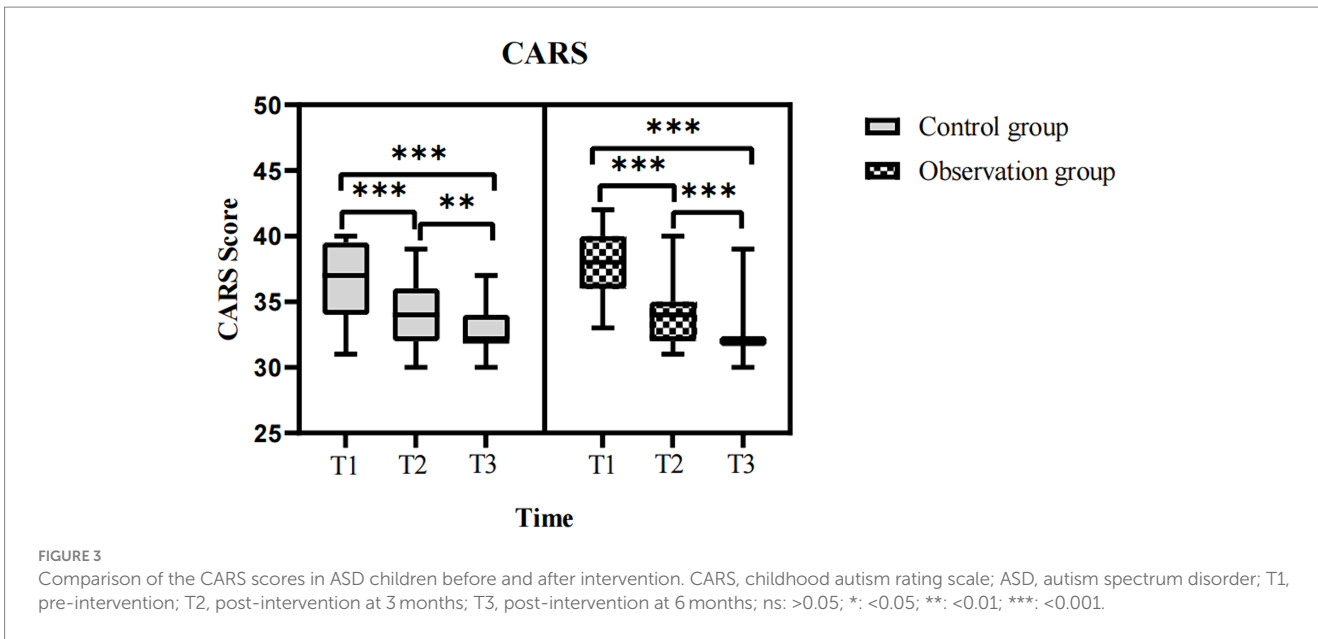 CARS
50
45
40
35
30
25
CARS Score
***
***
**
***
***
***
T1 T2 T3 T1 T2 T3
Time
Control group
Observation group
FIGURE 3
Comparison of the CARS scores in ASD children before and after intervention. CARS, childhood autism rating scale; ASD, autism spectrum disorder; T1,
pre-intervention; T2, post-intervention at 3 months; T3, post-intervention at 6 months; ns: >0.05; *: <0.05; **: <0.01; ***: <0.001.